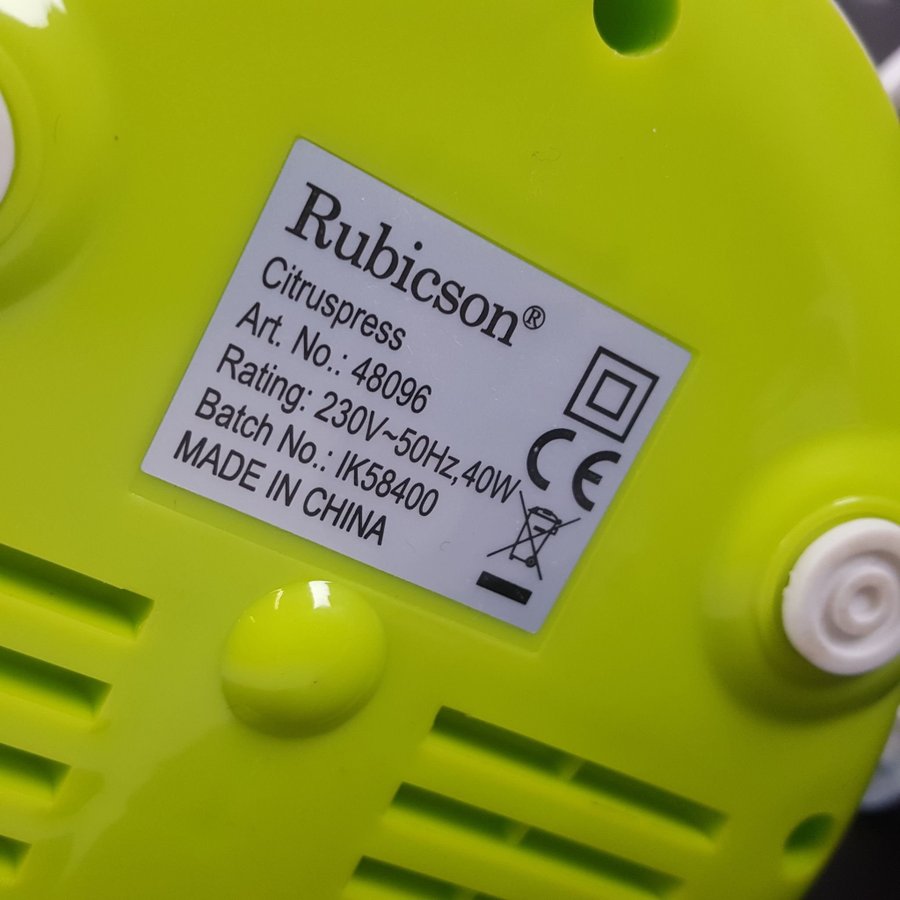 Rubicson®
Citruspress
Art. No.: 48096
Rating: 230V~50Hz,40W
Batch No.: IK58400
MADE IN CHINA
CE